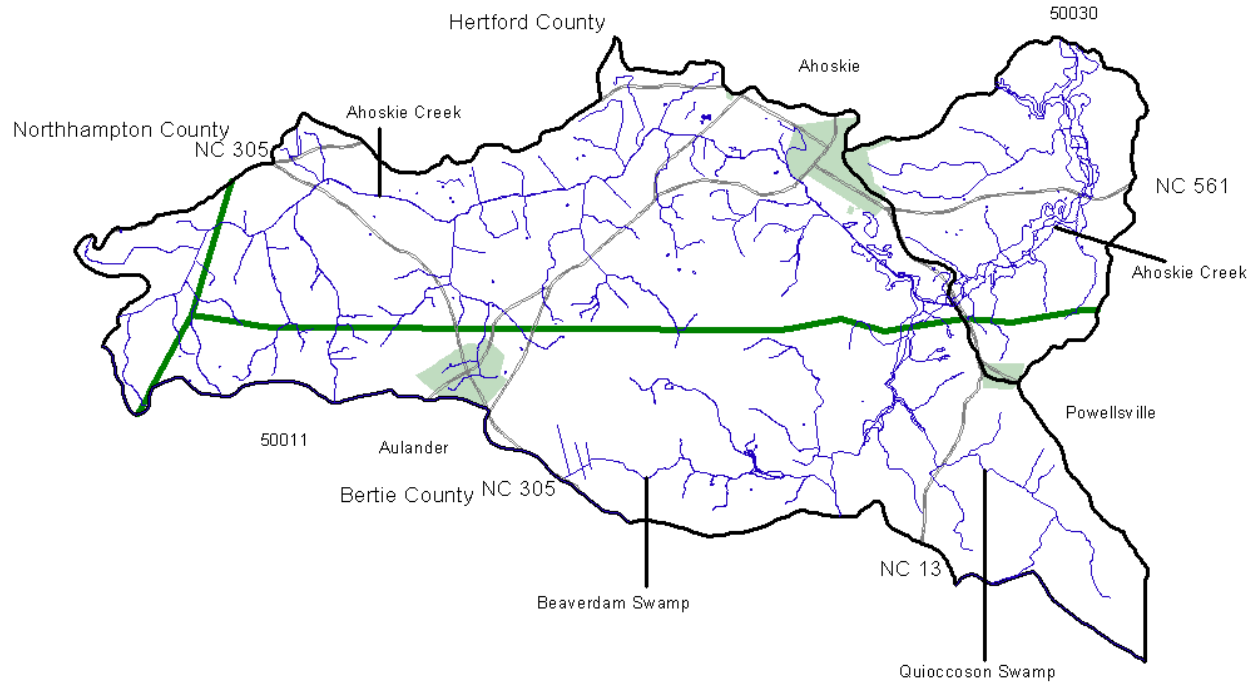 50030
Hertford County
Ahoskie
Ahoskie Creek
Northhampton County
NC 305
NC 561
Ahoskie Creek
Powellsville
50011
Aulander
Bertie County
NC 305
NC 13
Beaverdam Swamp
Quioccoson Swamp